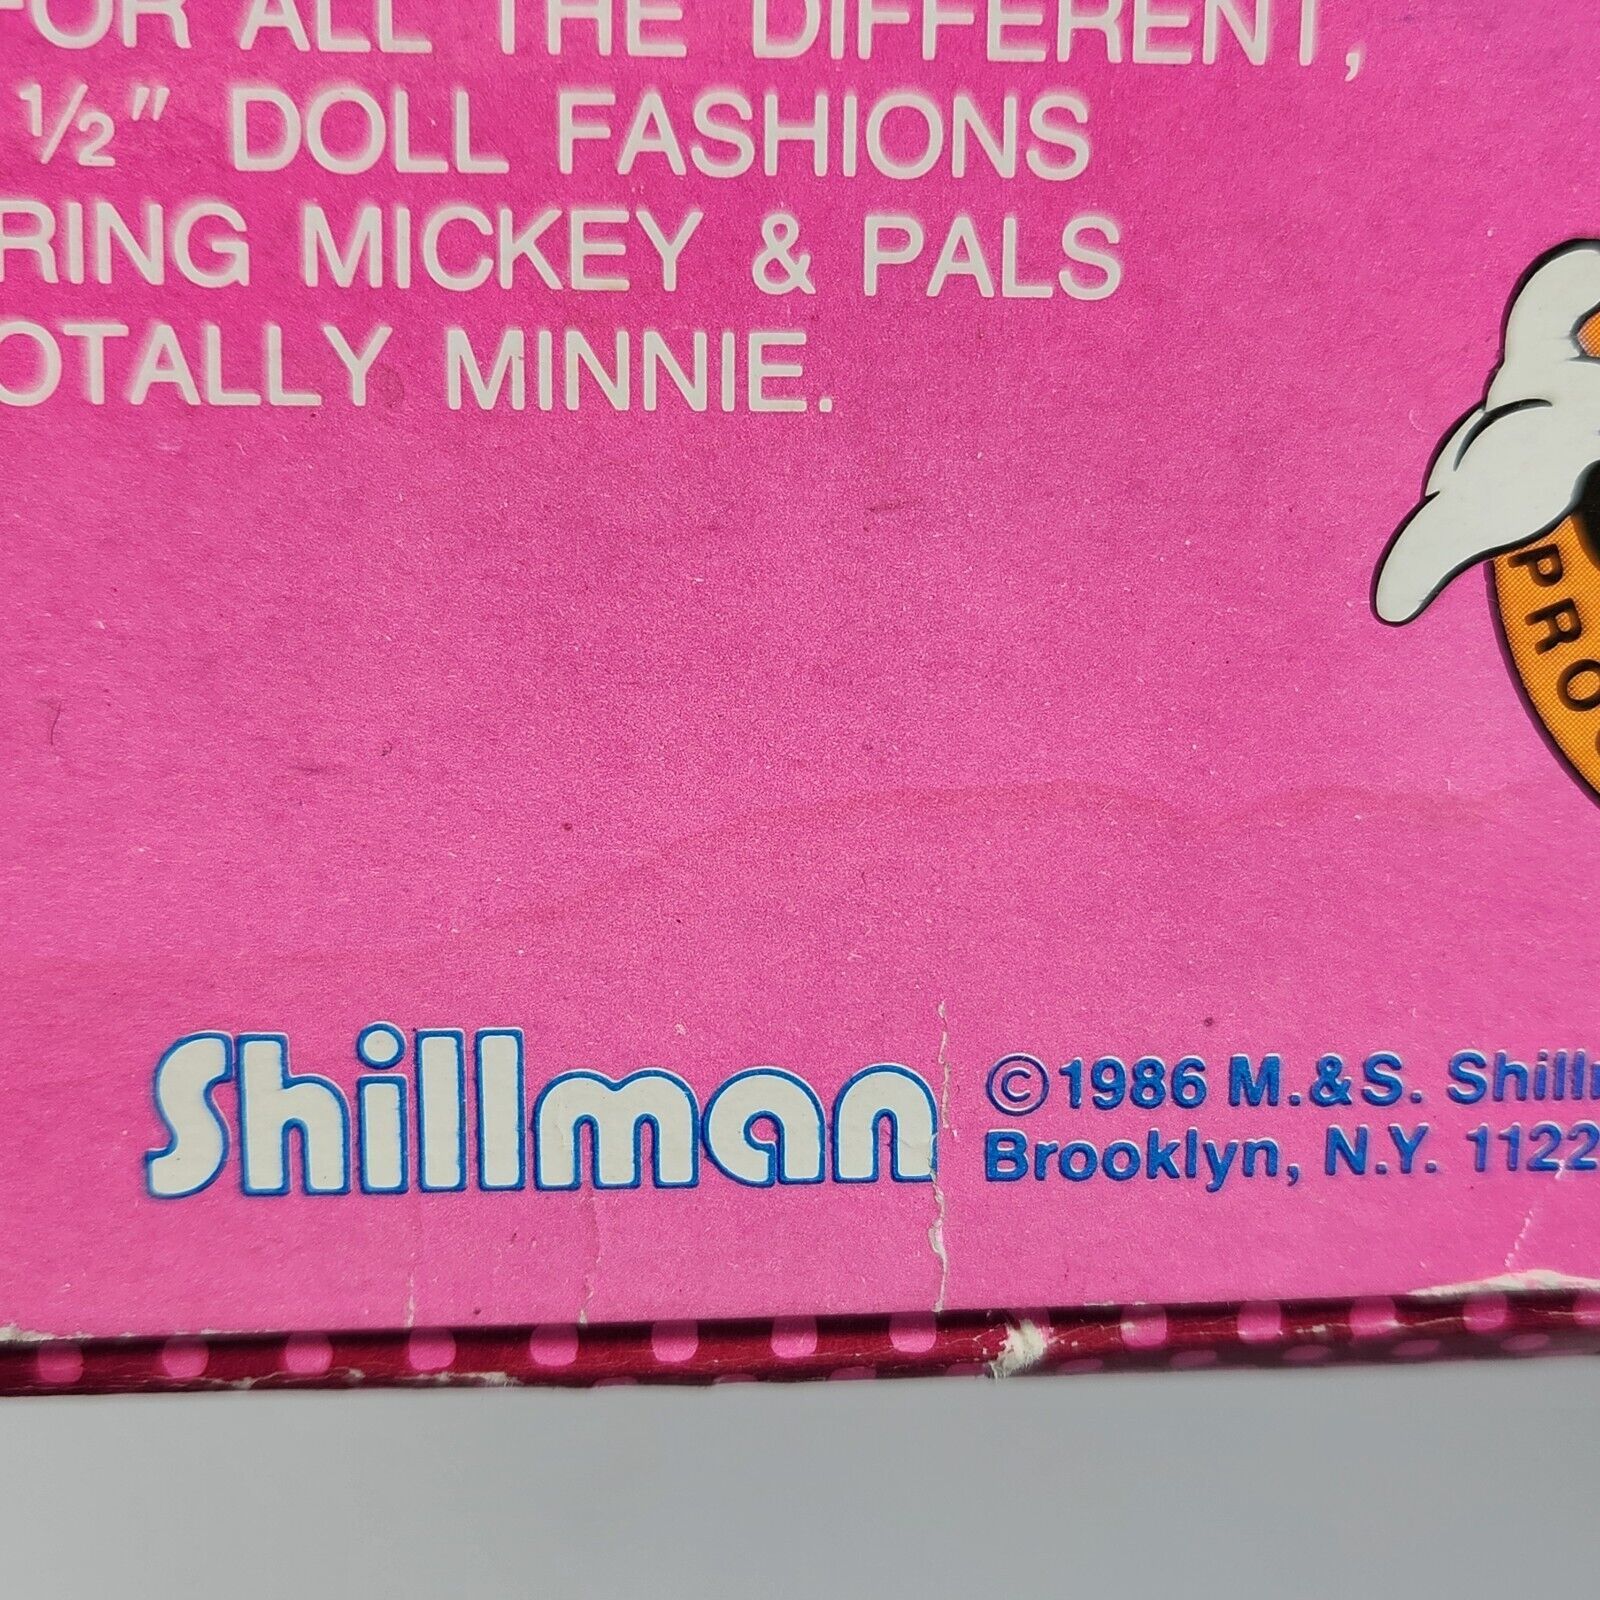 FOR ALL THE DIFFERENT,
1/2" DOLL FASHIONS
RING MICKEY & PALS
OTALLY MINNIE.
PRO
Shillman
©1986 M.&S. Shill
Brooklyn, N.Y. 1122